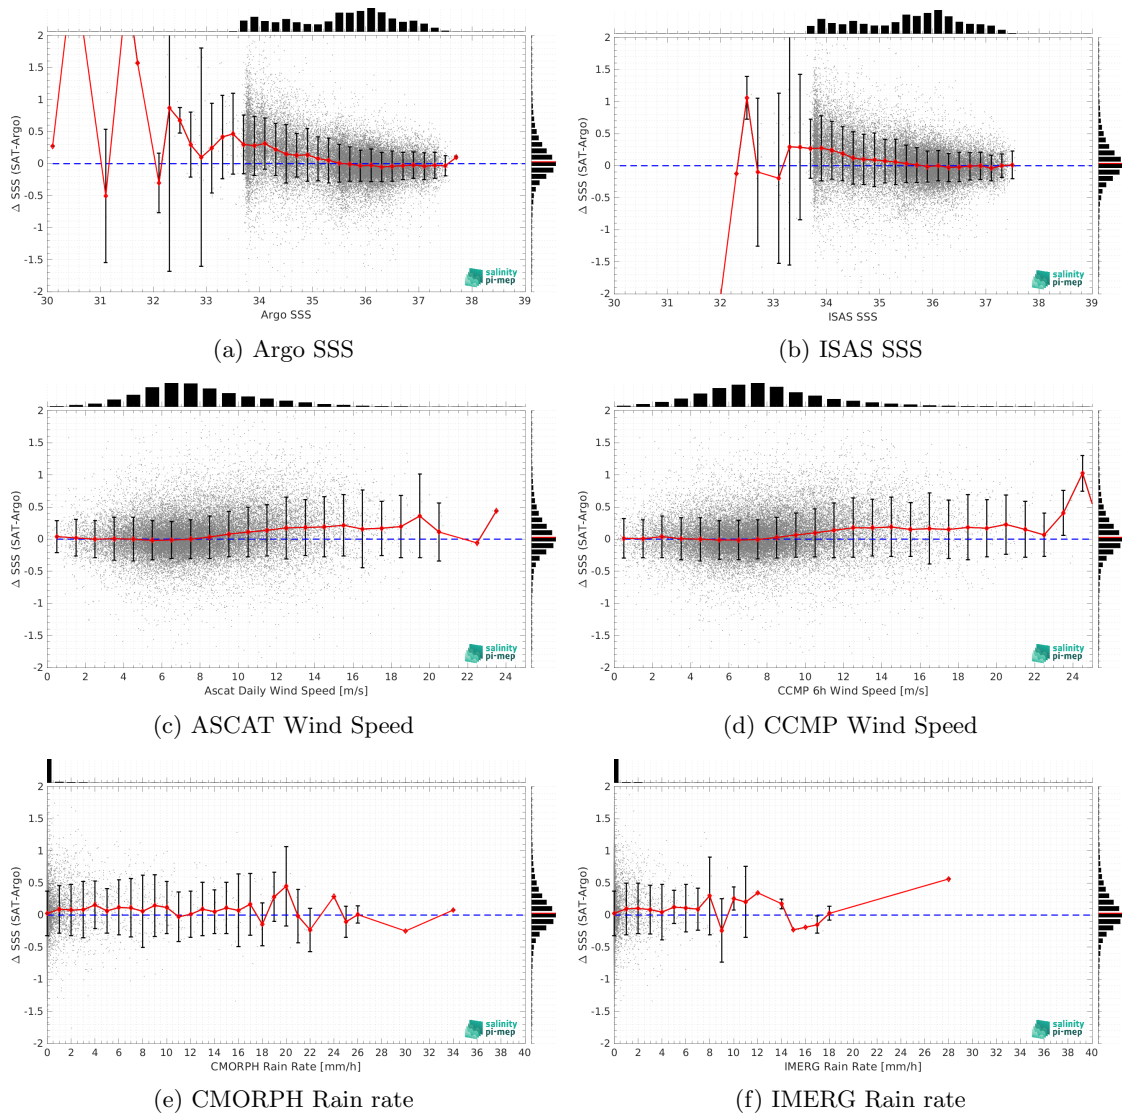 2
1.5
1
0.5
0
-0.5
-1
-1.5
-2
Δ SSS (SAT-Argo)
30 31 32 33 34 35 36 37 38 39
Argo SSS
salinity
pi-mep
(a) Argo SSS
2
1.5
1
0.5
0
-0.5
-1
-1.5
-2
Δ SSS (SAT-Argo)
30 31 32 33 34 35 36 37 38 39
ISAS SSS
salinity
pi-mep
(b) ISAS SSS
2
1.5
1
0.5
0
-0.5
-1
-1.5
-2
Δ SSS (SAT-Argo)
0 2 4 6 8 10 12 14 16 18 20 22 24
Ascat Daily Wind Speed [m/s]
salinity
pi-mep
(c) ASCAT Wind Speed
2
1.5
1
0.5
0
-0.5
-1
-1.5
-2
Δ SSS (SAT-Argo)
0 2 4 6 8 10 12 14 16 18 20 22 24
CCMP 6h Wind Speed [m/s]
salinity
pi-mep
(d) CCMP Wind Speed
2
1.5
1
0.5
0
-0.5
-1
-1.5
-2
Δ SSS (SAT-Argo)
0 2 4 6 8 10 12 14 16 18 20 22 24 26 28 30 32 34 36 38 40
CMORPH Rain Rate [mm/h]
salinity
pi-mep
(e) CMORPH Rain rate
2
1.5
1
0.5
0
-0.5
-1
-1.5
-2
Δ SSS (SAT-Argo)
0 2 4 6 8 10 12 14 16 18 20 22 24 26 28 30 32 34 36 38 40
IMERG Rain Rate [mm/h]
salinity
pi-mep
(f) IMERG Rain rate